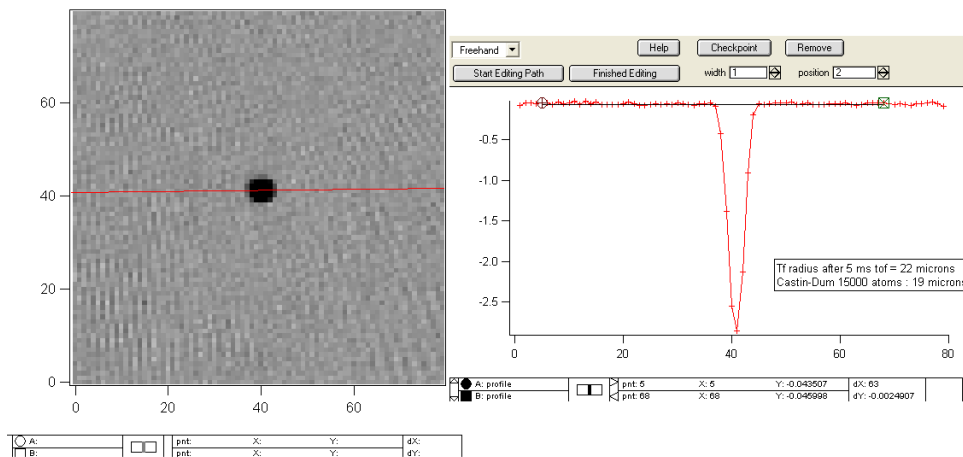 Freehand
Help
Checkpoint
Remove
Start Editing Path
Finished Editing
width 1
position 2
60
40
20
0
0 20 40 60
-0.5
-1.0
-1.5
-2.0
-2.5
0 20 40 60 80
Tf radius after 5 ms tof = 22 microns
Castin-Dum 15000 atoms : 19 microns
A: profile pnt: 5 X: 5 Y: -0.043507 dX: 63
B: profile pnt: 68 X: 68 Y: -0.045998 dY: -0.0024907
A: pnt: X: Y: dX:
B: pnt: X: Y: dY: